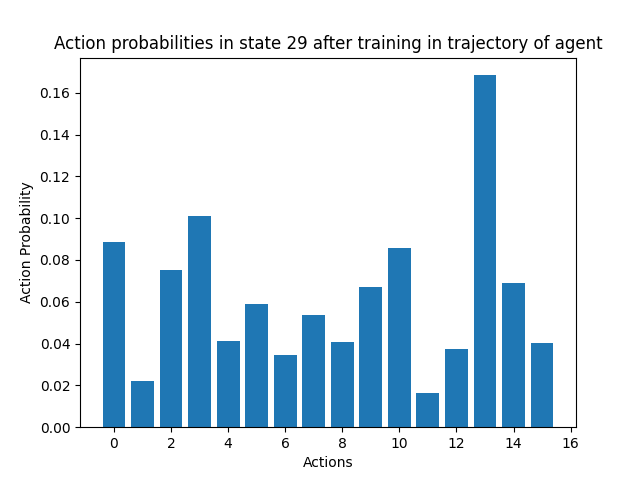 Action probabilities in state 29 after training in trajectory of agent
0.16
0.14
0.12
0.10
0.08
0.06
0.04
0.02
0.00
Action Probability
0 2 4 6 8 10 12 14 16
Actions